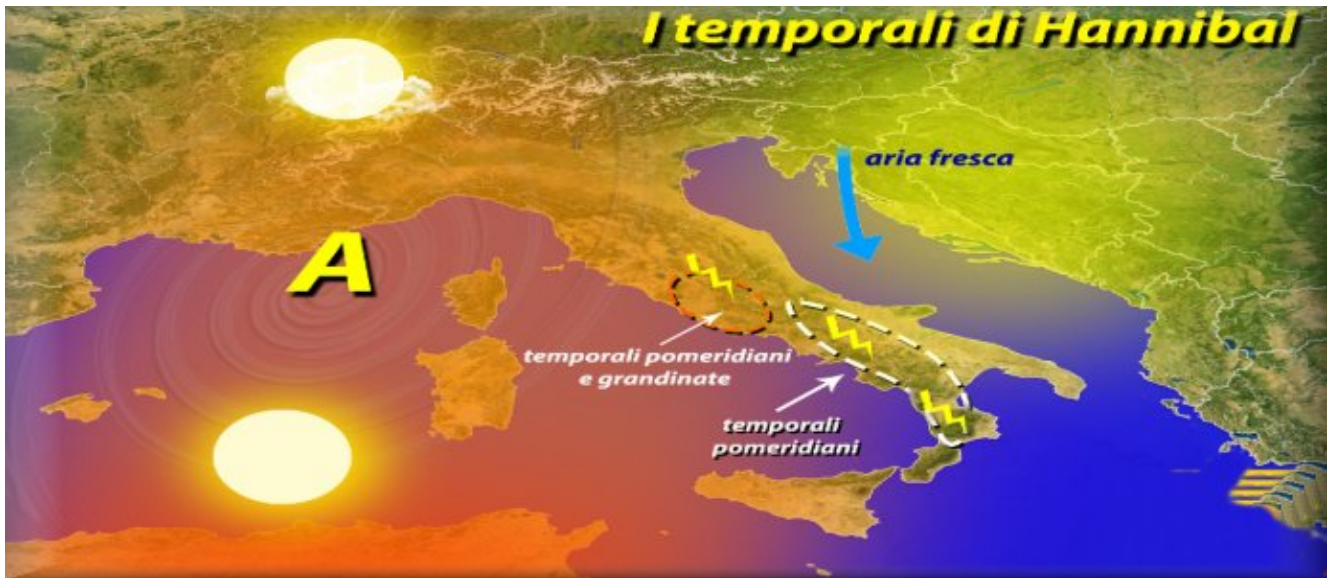 I temporali di Hannibal
aria fresca
A
temporali pomeridiani
e grandinate
temporali
pomeridiani